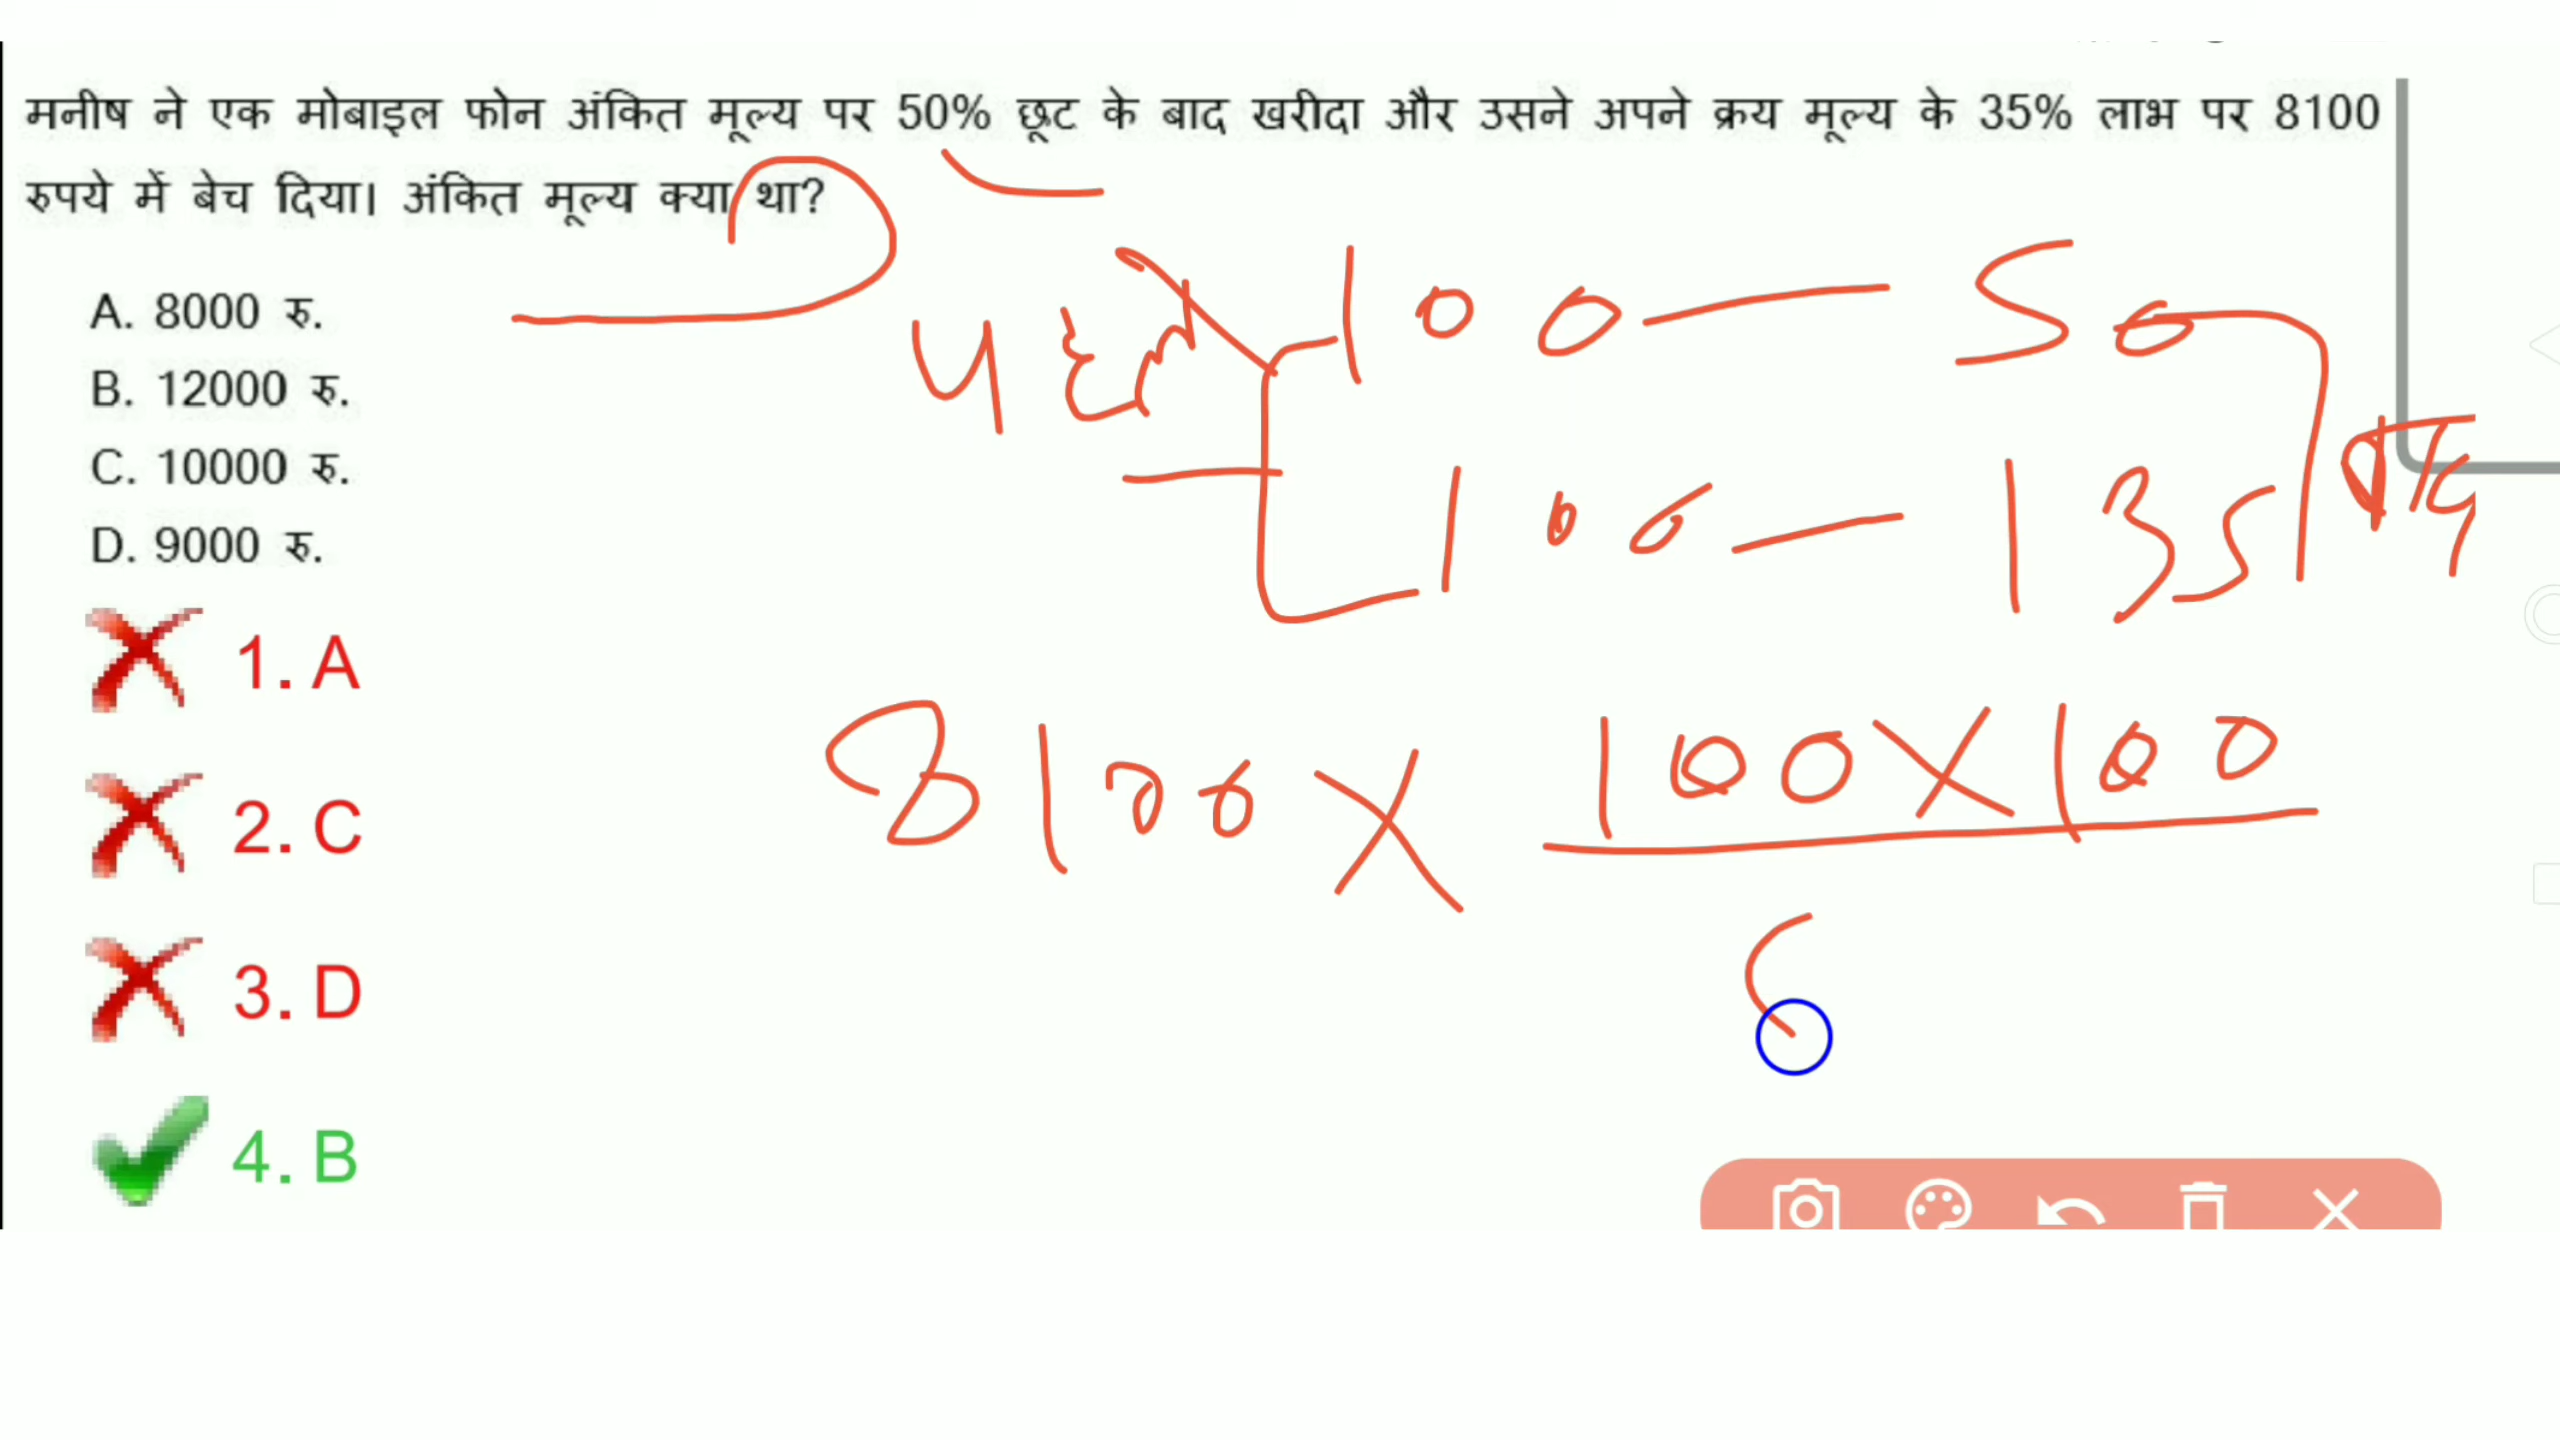 मनीष ने एक मोबाइल फोन अंकित मूल्य पर 50% छूट के बाद खरीदा और उसने अपने क्रय मूल्य के 35% लाभ पर 8100
रुपये में बेच दिया। अंकित मूल्य क्या था?
A. 8000 रु.
B. 12000 रु.
C. 10000 रु.
D. 9000 रु.
100 — 50
100 — 135
1. A
8100 X 100 X 100
2. C
3. D
4. B